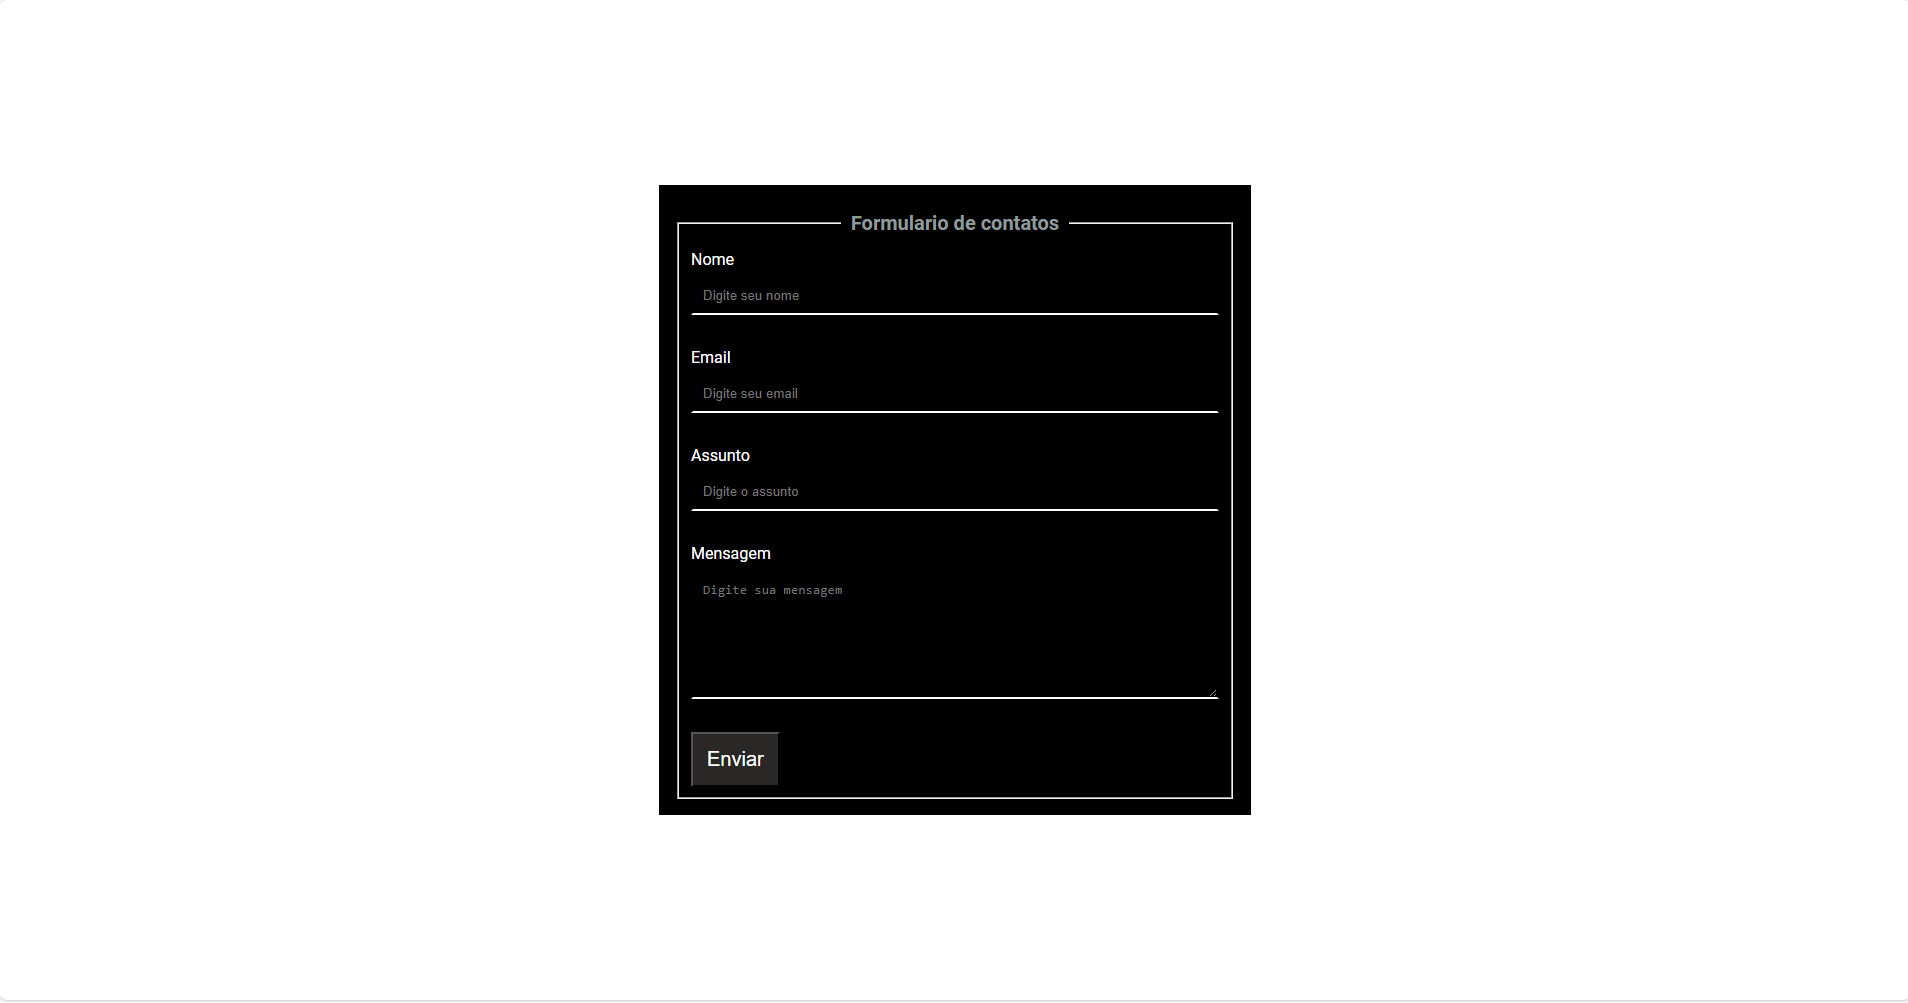 Formulario de contatos
Nome
Digite seu nome
Email
Digite seu email
Assunto
Digite o assunto
Mensagem
Digite sua mensagem
Enviar